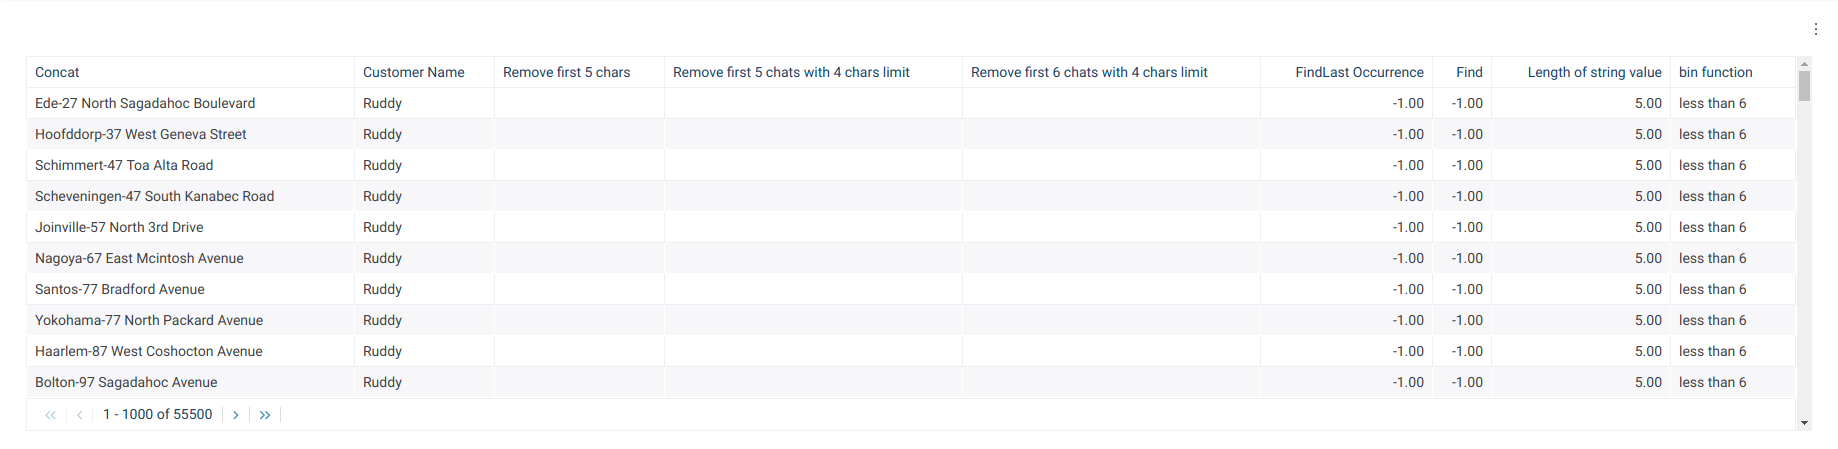 Concat Customer Name Remove first 5 chars Remove first 5 chats with 4 chars limit Remove first 6 chats with 4 chars limit FindLast Occurrence Find Length of string value bin function
Ede-27 North Sagadahoc Boulevard Ruddy -1.00 -1.00 5.00 less than 6
Hoofddorp-37 West Geneva Street Ruddy -1.00 -1.00 5.00 less than 6
Schimmert-47 Toa Alta Road Ruddy -1.00 -1.00 5.00 less than 6
Scheveningen-47 South Kanabec Road Ruddy -1.00 -1.00 5.00 less than 6
Joinville-57 North 3rd Drive Ruddy -1.00 -1.00 5.00 less than 6
Nagoya-67 East Mcintosh Avenue Ruddy -1.00 -1.00 5.00 less than 6
Santos-77 Bradford Avenue Ruddy -1.00 -1.00 5.00 less than 6
Yokohama-77 North Packard Avenue Ruddy -1.00 -1.00 5.00 less than 6
Haarlem-87 West Coshocton Avenue Ruddy -1.00 -1.00 5.00 less than 6
Bolton-97 Sagadahoc Avenue Ruddy -1.00 -1.00 5.00 less than 6
1 - 1000 of 55500